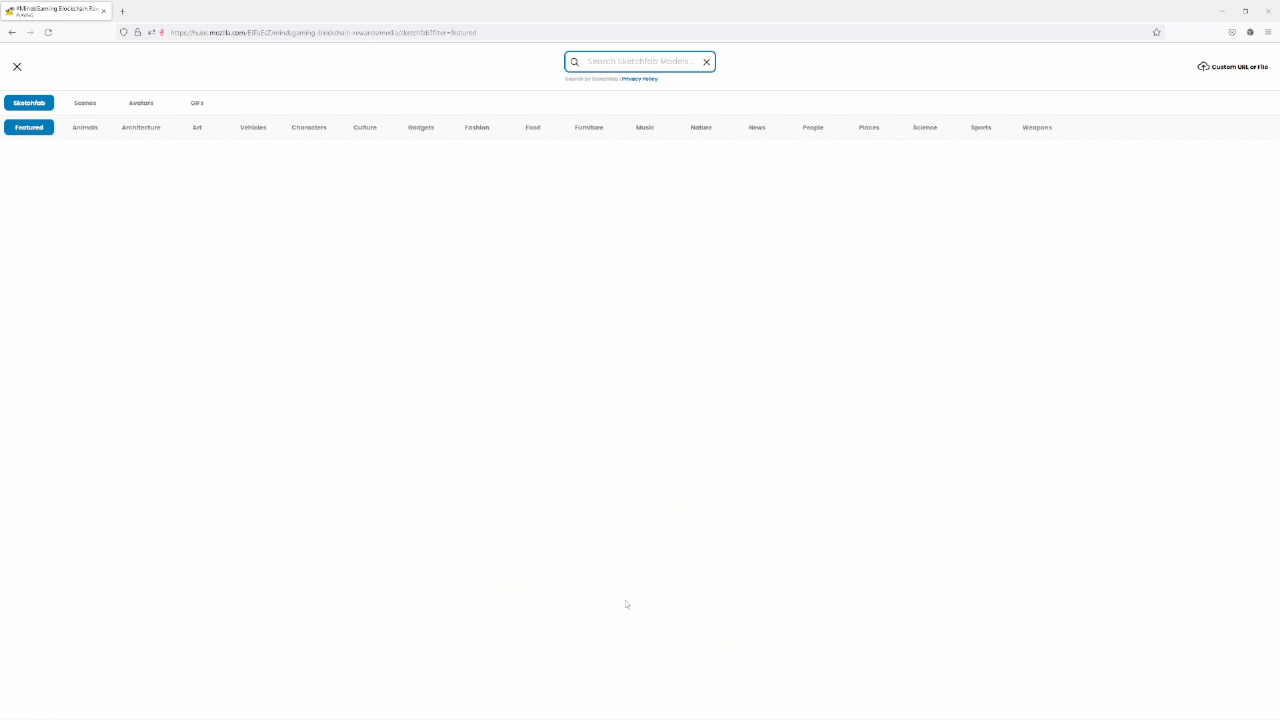 #MindsGaming Blockchain Rew
PLAYING
https://hubs.mozilla.com/EfFaEcZ/mindsgaming-blockchain-rewards/media/sketchfab?filter=featured
Search Sketchfab Models...
Search by Sketchfab | Privacy Policy
Custom URL or File
Sketchfab Scenes Avatars GIFs
Featured Animals Architecture Art Vehicles Characters Culture Gadgets Fashion Food Furniture Music Nature News People Places Science Sports Weapons